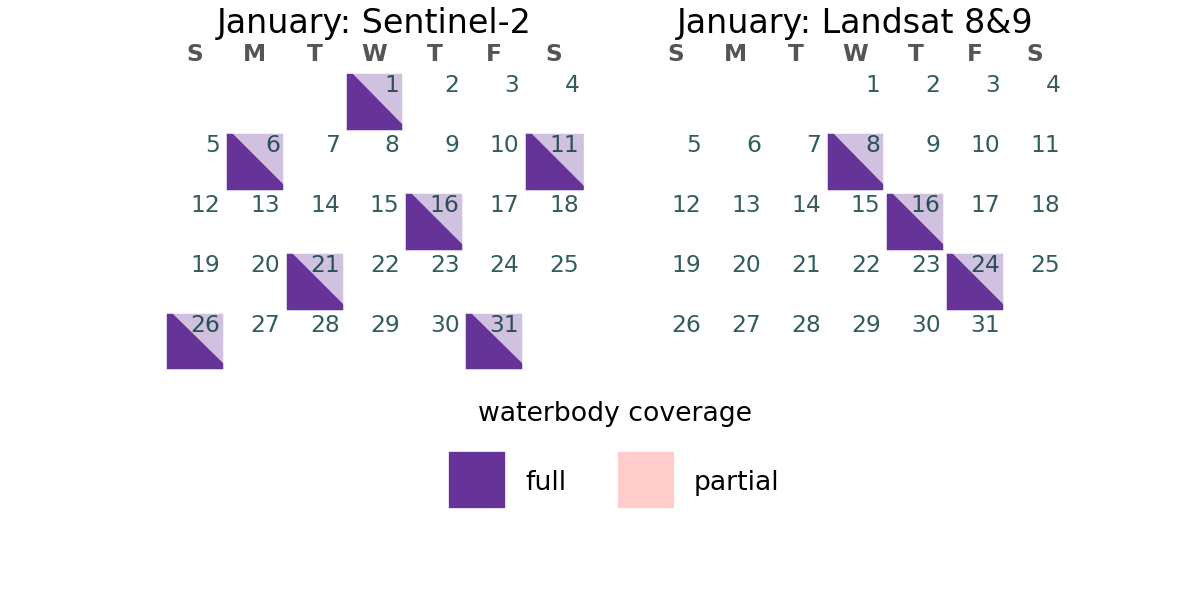 January: Sentinel-2
S M T W T F S
1 2 3 4
5 6 7 8 9 10 11
12 13 14 15 16 17 18
19 20 21 22 23 24 25
26 27 28 29 30 31
January: Landsat 8&9
S M T W T F S
1 2 3 4
5 6 7 8 9 10 11
12 13 14 15 16 17 18
19 20 21 22 23 24 25
26 27 28 29 30 31
waterbody coverage
full partial